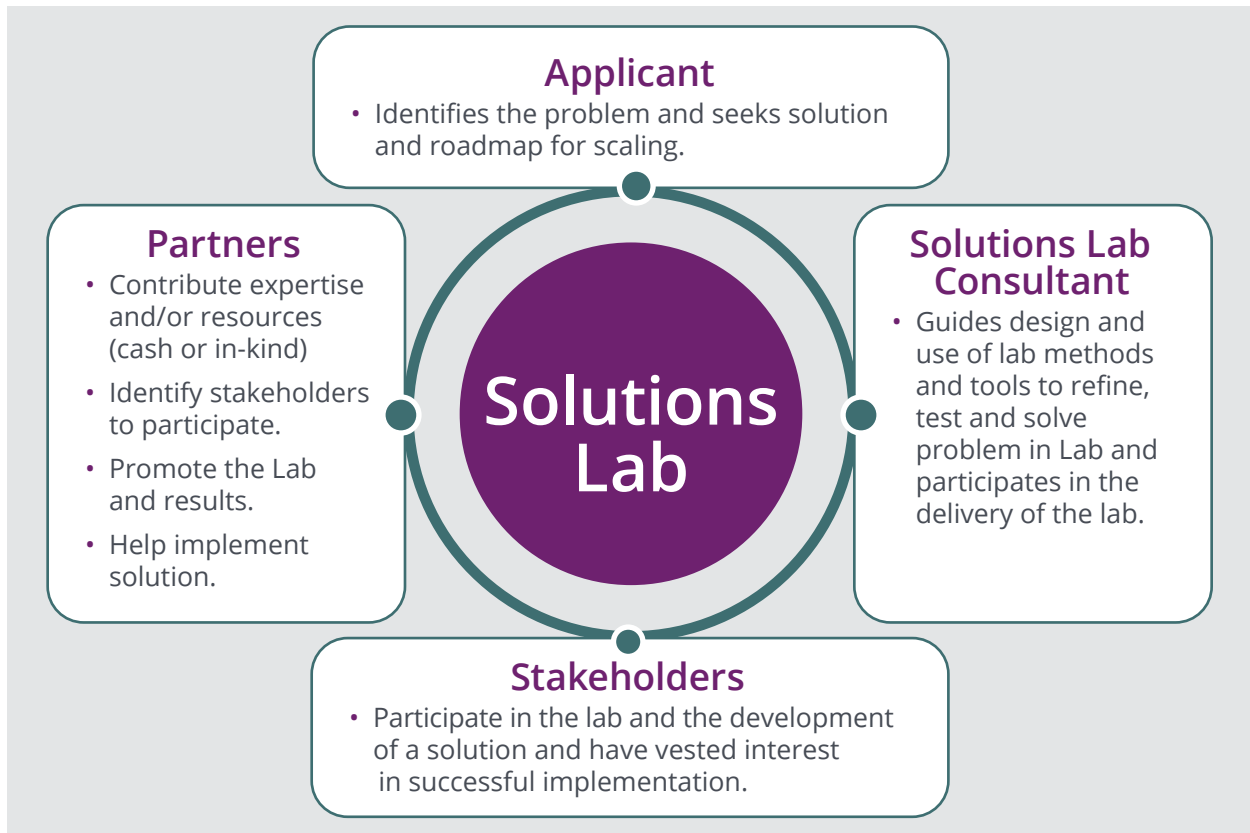 Applicant
• Identifies the problem and seeks solution
and roadmap for scaling.
Partners
• Contribute expertise
and/or resources
(cash or in-kind)
• Identify stakeholders
to participate.
• Promote the Lab
and results.
• Help implement
solution.
Solutions
Lab
Solutions Lab
Consultant
• Guides design and
use of lab methods
and tools to refine,
test and solve
problem in Lab and
participates in the
delivery of the lab.
Stakeholders
• Participate in the lab and the development
of a solution and have vested interest
in successful implementation.